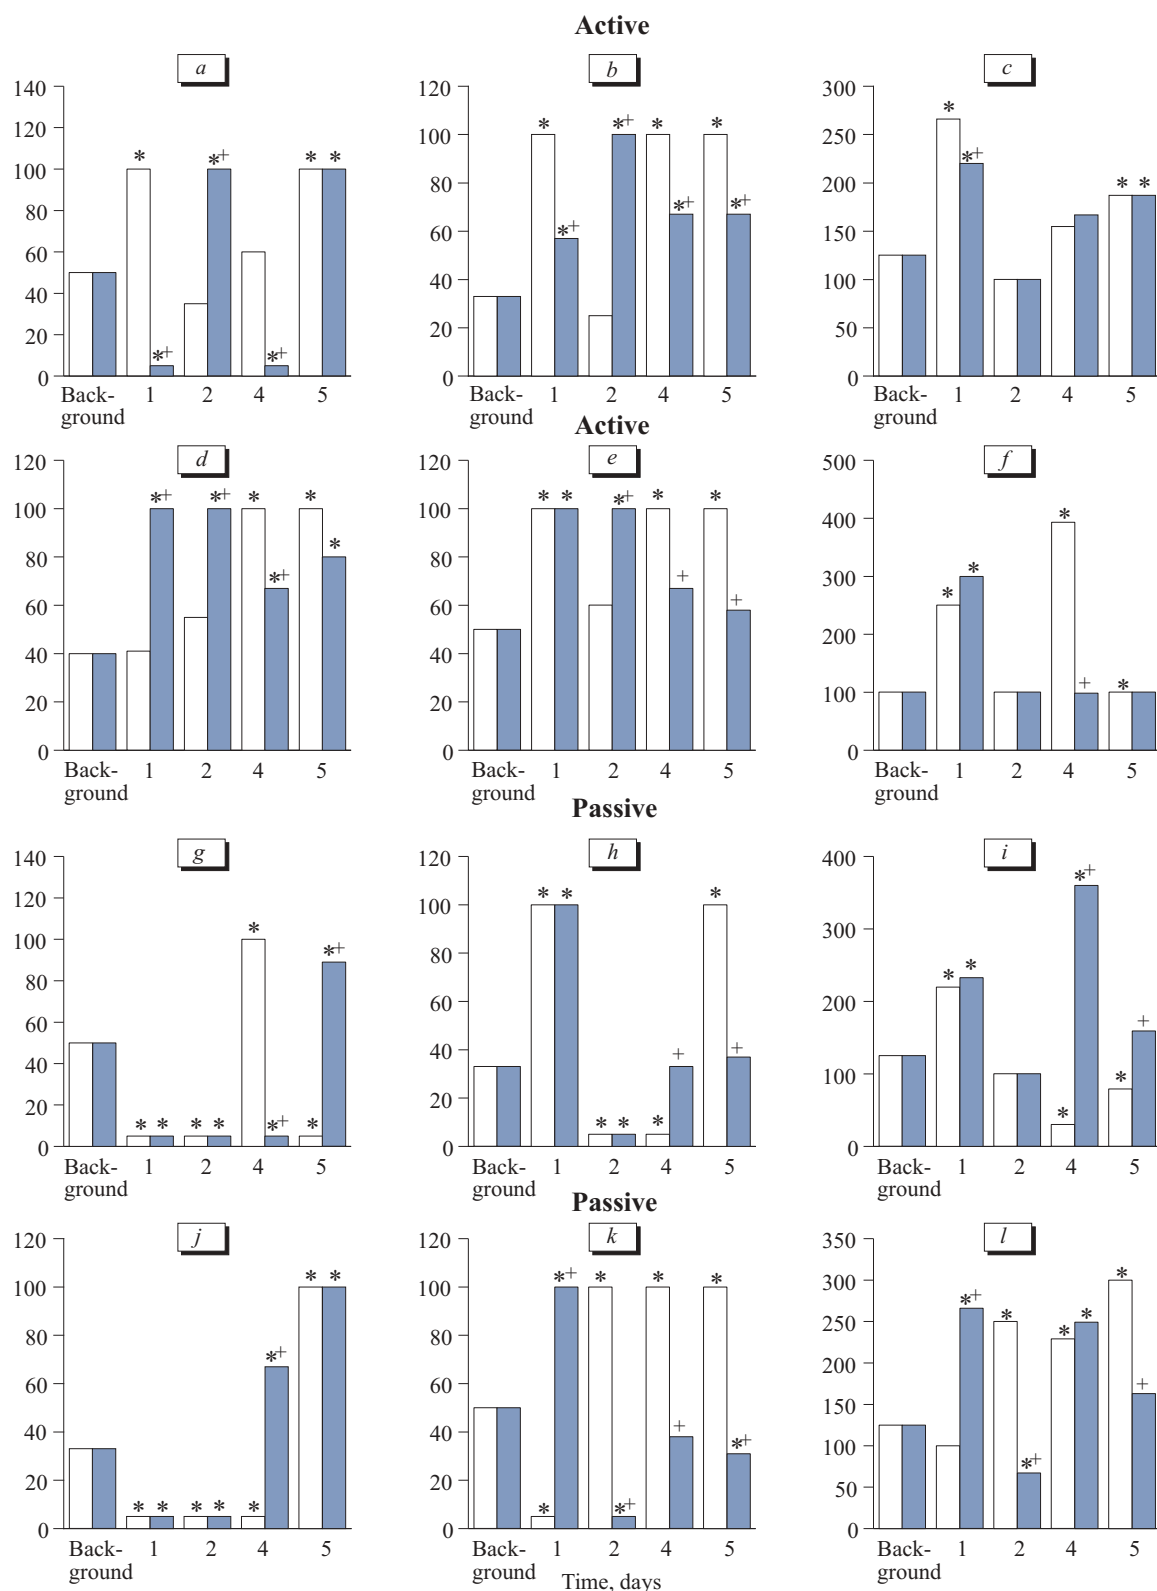 Active
a b c
140
120
100
80
60
40
20
0
* *+ *+ *+ * *
Back-
ground 1 2 4 5
120
100
80
60
40
20
0
* *+ *+ * *+ * *+
Back-
ground 1 2 4 5
300
250
200
150
100
50
0
* *+ * *
Back-
ground 1 2 4 5
Active
d e f
120
100
80
60
40
20
0
*+ *+ * *+ * *
Back-
ground 1 2 4 5
120
100
80
60
40
20
0
* * *+ * + * +
Back-
ground 1 2 4 5
500
400
300
200
100
0
* * * + *
Back-
ground 1 2 4 5
Passive
g h i
140
120
100
80
60
40
20
0
* * * * * *+ * *+
Back-
ground 1 2 4 5
120
100
80
60
40
20
0
* * * * * + * +
Back-
ground 1 2 4 5
400
300
200
100
0
* * * *+ * +
Back-
ground 1 2 4 5
Passive
j k l
120
100
80
60
40
20
0
* * * * * *+ * *
Back-
ground 1 2 4 5
120
100
80
60
40
20
0
* *+ * *+ * + * *+
Back-
ground 1 2 4 5
350
300
250
200
150
100
50
0
*+ * *+ * * * +
Back-
ground 1 2 4 5
Time, days